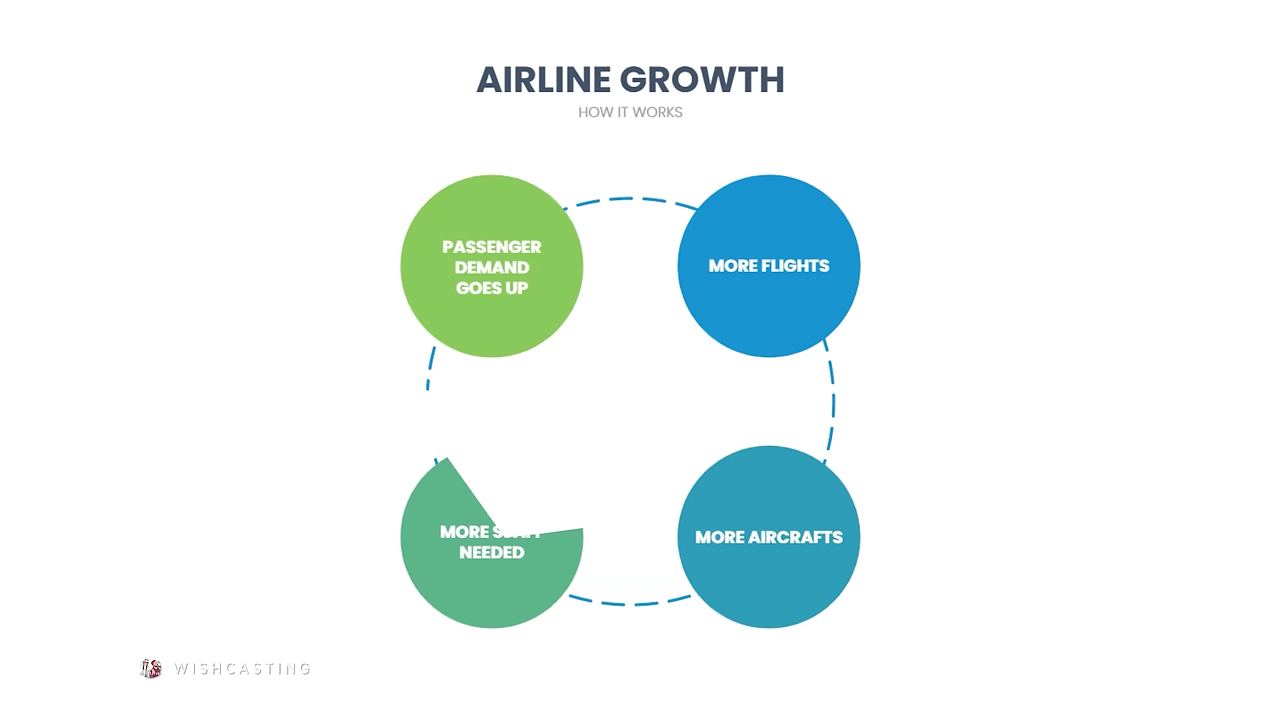 AIRLINE GROWTH
HOW IT WORKS
PASSENGER
DEMAND
GOES UP
MORE FLIGHTS
MORE
NEEDED
MORE AIRCRAFTS
WISHCASTING